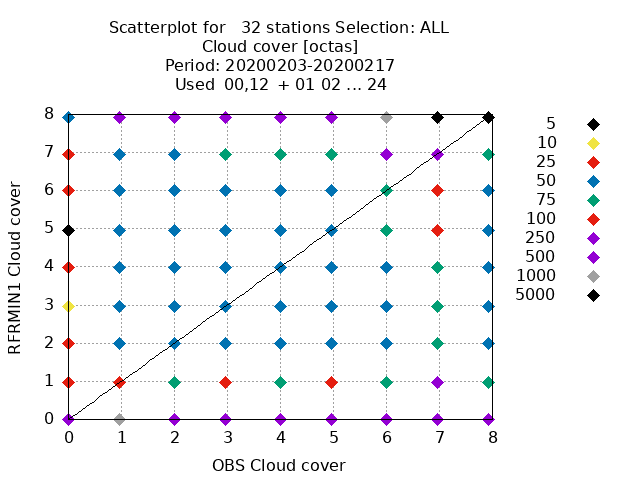 Scatterplot for 32 stations Selection: ALL
Cloud cover [octas]
Period: 20200203-20200217
Used 00,12 + 01 02 ... 24
8
7
6
5
4
3
2
1
0
RFRMIN1 Cloud cover
0 1 2 3 4 5 6 7 8
OBS Cloud cover
5
10
25
50
75
100
250
500
1000
5000